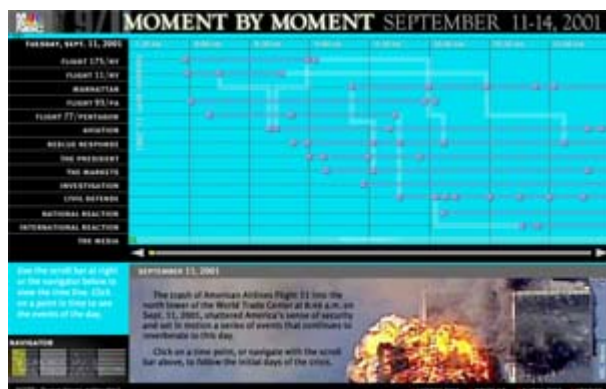 MOMENT BY MOMENT SEPTEMBER 11-14, 2001
TUESDAY, SEPT. 11, 2001
FLIGHT 175/NY
FLIGHT 11/NY
MANHATTAN
FLIGHT 93/PA
FLIGHT 77/PENTAGON
AVIATION
RESCUE RESPONSE
THE PRESIDENT
THE MARKETS
INVESTIGATION
CIVIL DEFENSE
NATIONAL REACTION
INTERNATIONAL REACTION
THE MEDIA
Use the scroll bar at right
or the navigator below to
view the time line. Click
on a point in time to see
the events of the day.
NAVIGATOR
SEPTEMBER 11, 2001
The crash of American Airlines Flight 11 into the
north tower of the World Trade Center at 8:46 a.m. on
Sept. 11, 2001, shattered America's sense of security
and set in motion a series of events that continues to
reverberate to this day.
Click on a time point, or navigate with the scroll
bar above, to follow the initial days of the crisis.